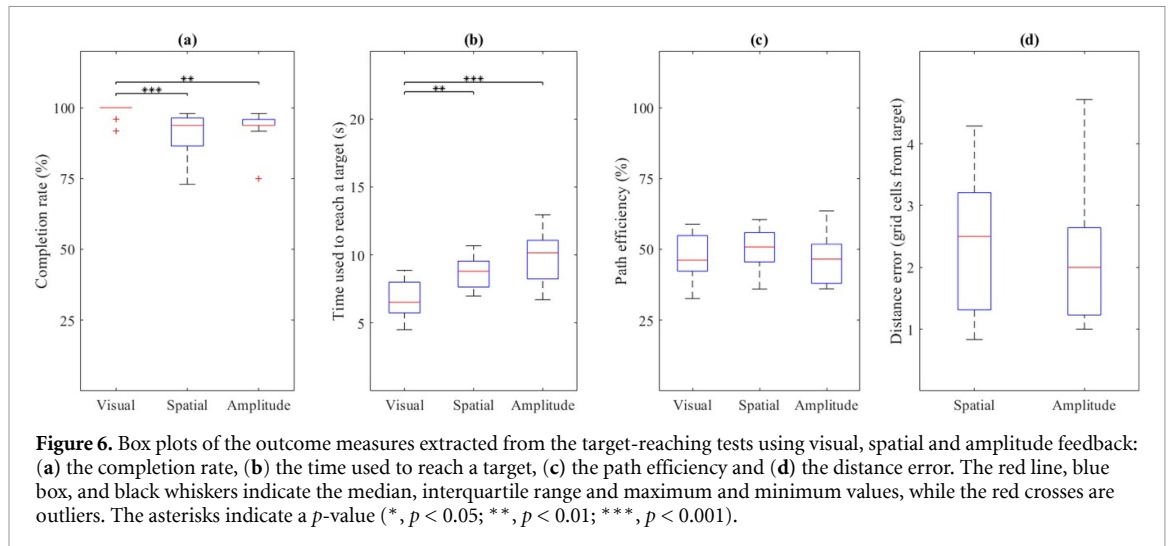 (a) (b) (c) (d)
** ***
*** **
Completion rate (%)
100
75
50
25
Visual Spatial Amplitude
Time used to reach a target (s)
20
15
10
5
Visual Spatial Amplitude
Path efficiency (%)
100
75
50
25
Visual Spatial Amplitude
Distance error (grid cells from target)
4
3
2
1
Spatial Amplitude
Figure 6. Box plots of the outcome measures extracted from the target-reaching tests using visual, spatial and amplitude feedback:
(a) the completion rate, (b) the time used to reach a target, (c) the path efficiency and (d) the distance error. The red line, blue
box, and black whiskers indicate the median, interquartile range and maximum and minimum values, while the red crosses are
outliers. The asterisks indicate a p-value (*, p < 0.05; **, p < 0.01; ***, p < 0.001).